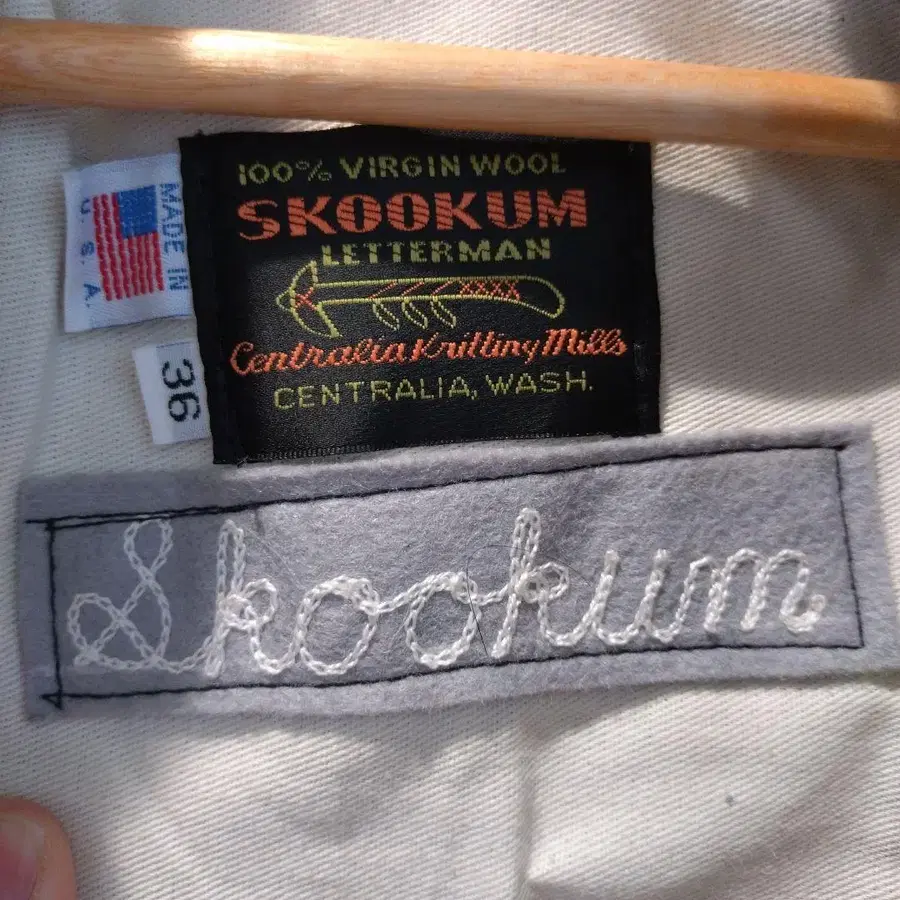 100% VIRGIN WOOL
SKOOKUM
LETTERMAN
Centralia Knitting Mills
CENTRALIA, WASH.
MADE IN
U. S. A.
36
Skookum